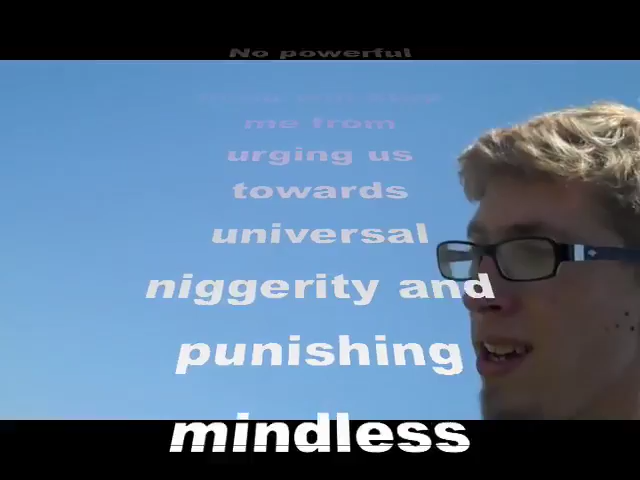 No powerful
me from
urging us
towards
universal
niggerity and
punishing
mindless